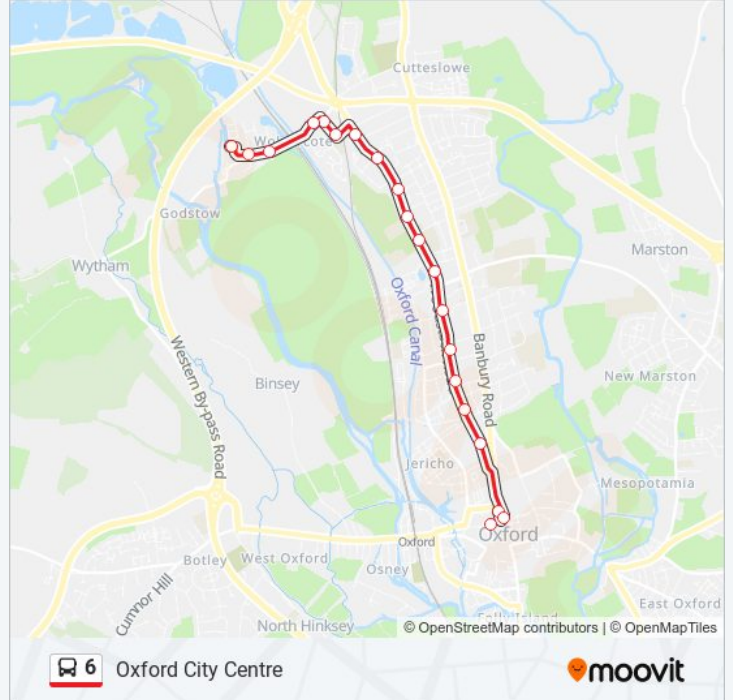 Cutteslowe
Godstow
Marston
Wytham
Oxford Canal
Western By-pass Road
Banbury Road
Binsey
New Marston
Jericho
Mesopotamia
Oxford
Oxford
Botley
West Oxford
Osney
Cumnor Hill
East Oxford
North Hinksey
© OpenStreetMap contributors | © OpenMapTiles
6 Oxford City Centre
moovit